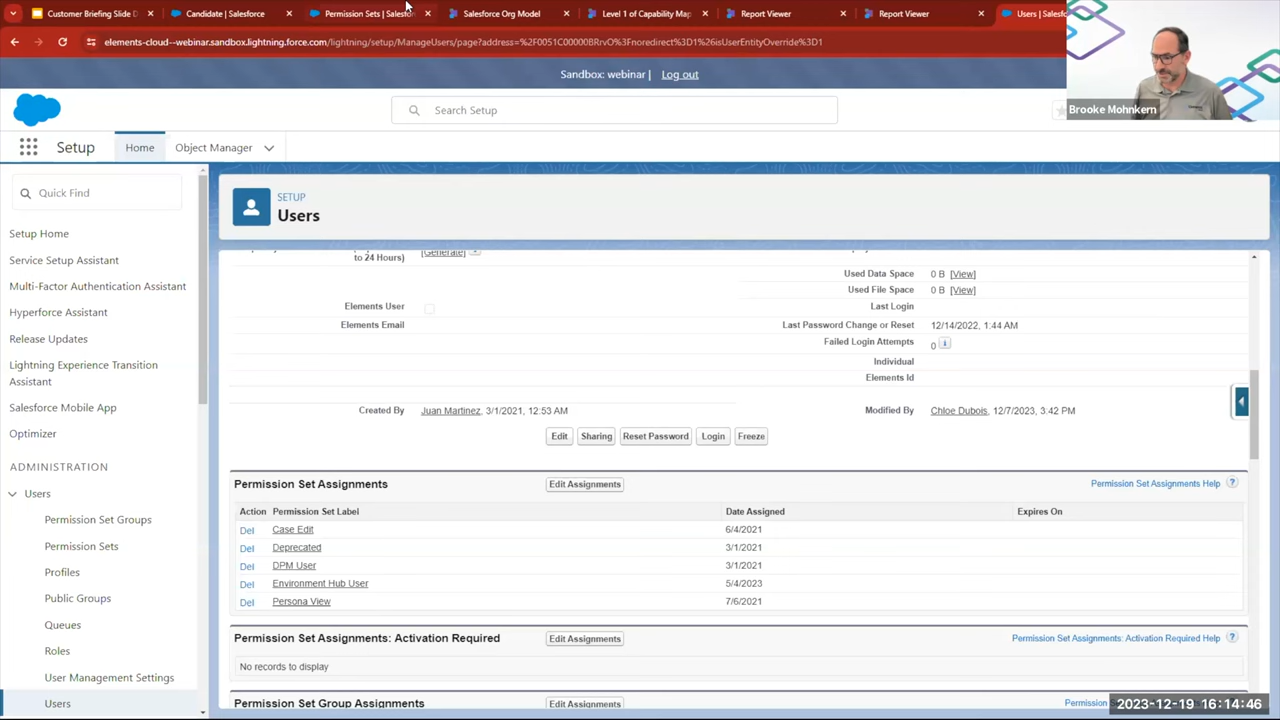 Customer Briefing Slide D
Candidate | Salesforce
Permission Sets | Salesfo
Salesforce Org Model
Level 1 of Capability Map
Report Viewer
Report Viewer
Users | Salesf
elements-cloud--webinar.sandbox.lightning.force.com/lightning/setup/ManageUsers/page?address=%2F0051C00000BRrvO%3Fnoredirect%3D1%26isUserEntityOverride%3D1
Sandbox: webinar | Log out
Search Setup
Brooke Mohnkern
Setup
Home
Object Manager
Quick Find
SETUP
Users
Setup Home
Service Setup Assistant
Multi-Factor Authentication Assistant
Hyperforce Assistant
Release Updates
Lightning Experience Transition
Assistant
Salesforce Mobile App
Optimizer
ADMINISTRATION
Users
Permission Set Groups
Permission Sets
Profiles
Public Groups
Queues
Roles
User Management Settings
Users
to 24 Hours)
[Generate]
Used Data Space 0 B [View]
Used File Space 0 B [View]
Elements User
Last Login
Elements Email
Last Password Change or Reset 12/14/2022, 1:44 AM
Failed Login Attempts 0
Individual
Elements Id
Created By Juan Martinez, 3/1/2021, 12:53 AM
Modified By Chloe Dubois, 12/7/2023, 3:42 PM
Edit Sharing Reset Password Login Freeze
Permission Set Assignments Edit Assignments Permission Set Assignments Help ?
Action Permission Set Label Date Assigned Expires On
Del Case Edit 6/4/2021
Del Deprecated 3/1/2021
Del DPM User 3/1/2021
Del Environment Hub User 5/4/2023
Del Persona View 7/6/2021
Permission Set Assignments: Activation Required Edit Assignments Permission Set Assignments: Activation Required Help ?
No records to display
Permission Set Group Assignments Edit Assignments
2023-12-19 16:14:46